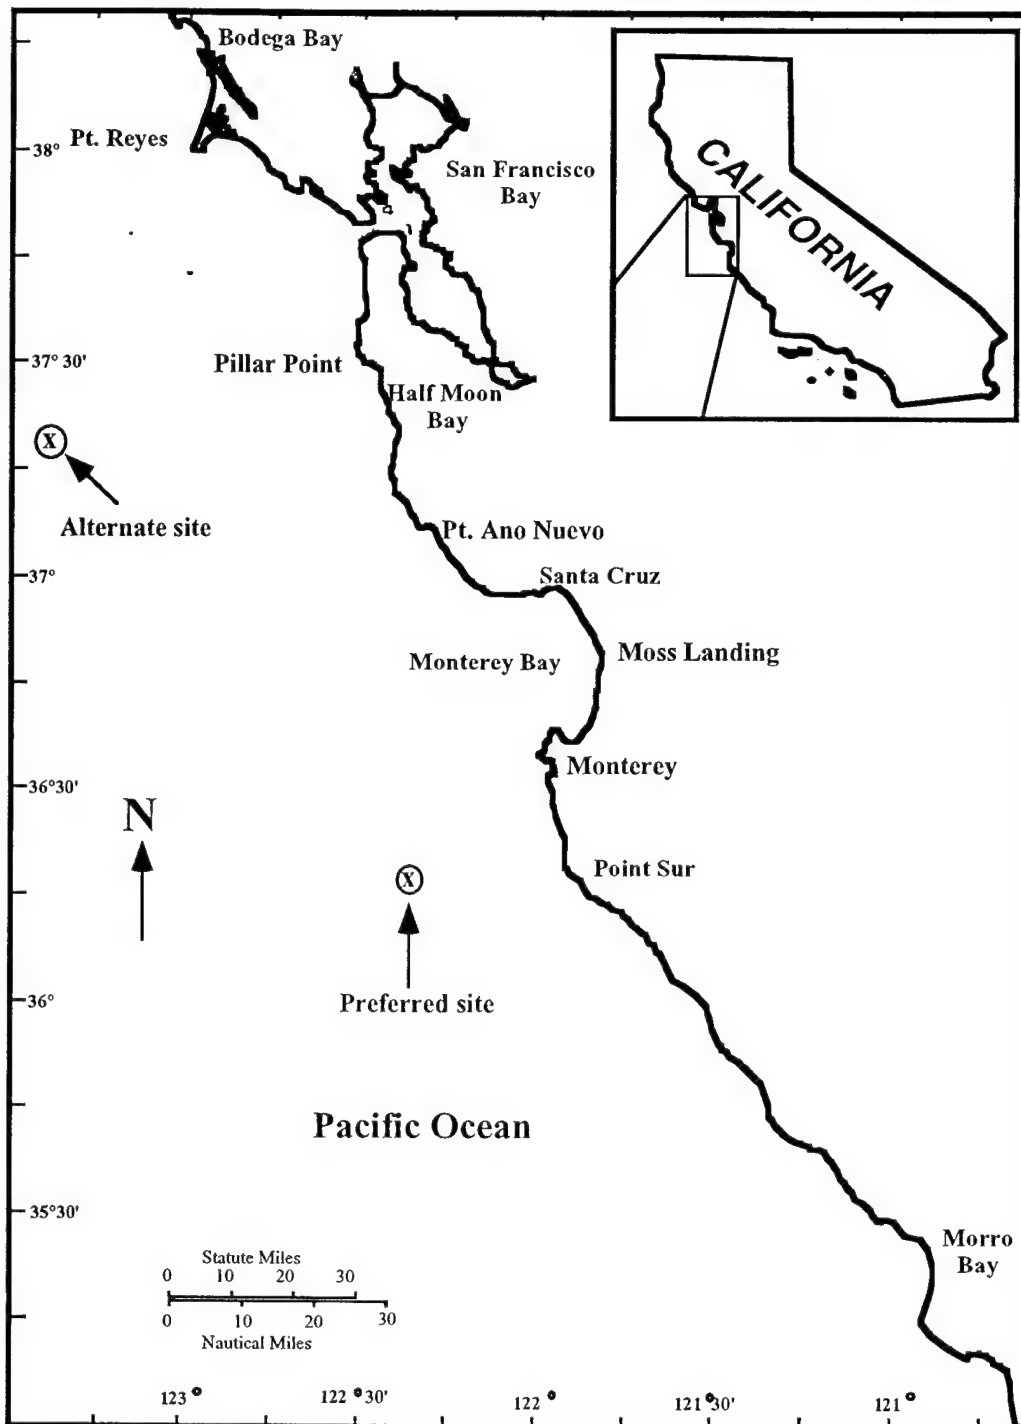 Bodega Bay
Pt. Reyes
38°
San Francisco
Bay
CALIFORNIA
37°30'
Pillar Point
Half Moon
Bay
X
Alternate site
Pt. Ano Nuevo
37°
Santa Cruz
Monterey Bay
Moss Landing
Monterey
36°30'
N
X
Point Sur
36°
Preferred site
Pacific Ocean
35°30'
Morro
Bay
Statute Miles
0 10 20 30
0 10 20 30
Nautical Miles
123° 122°30' 122° 121°30' 121°